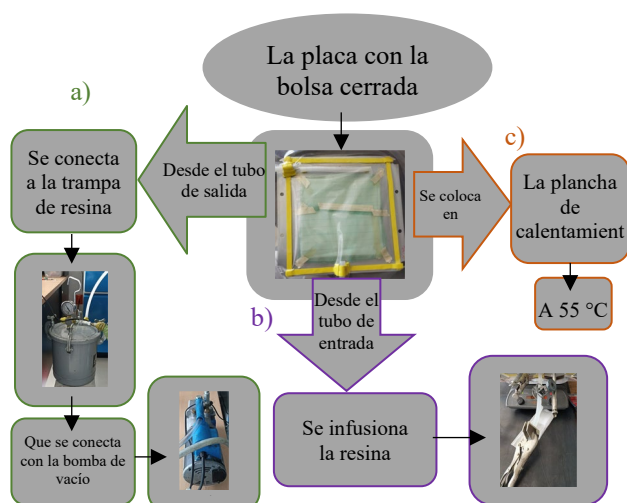 La placa con la
bolsa cerrada
a)
Desde el tubo
de salida
Se conecta
a la trampa
de resina
Que se conecta
con la bomba de
vacío
b)
Desde el
tubo de
entrada
Se infusiona
la resina
c)
Se coloca
en
La plancha
de
calentamient
A 55 °C